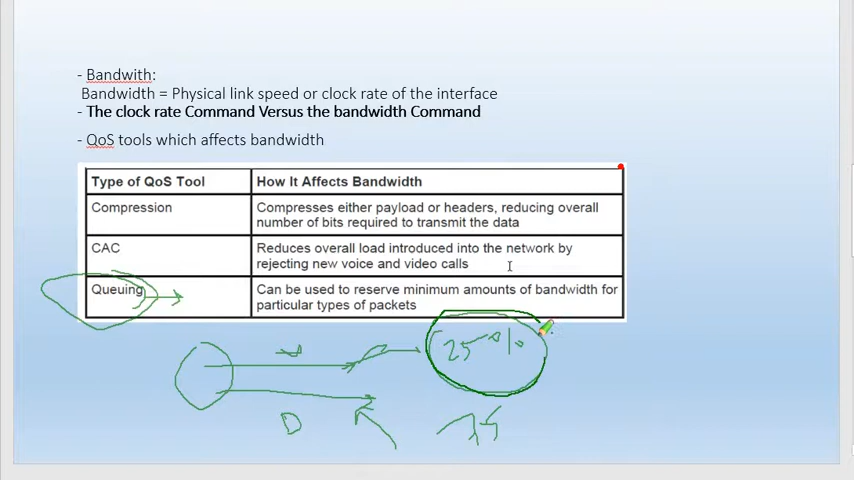 - Bandwith:
Bandwidth = Physical link speed or clock rate of the interface
- The clock rate Command Versus the bandwidth Command
- QoS tools which affects bandwidth
Type of QoS Tool
How It Affects Bandwidth
Compression
Compresses either payload or headers, reducing overall
number of bits required to transmit the data
CAC
Reduces overall load introduced into the network by
rejecting new voice and video calls
Queuing
Can be used to reserve minimum amounts of bandwidth for
particular types of packets
25%
D